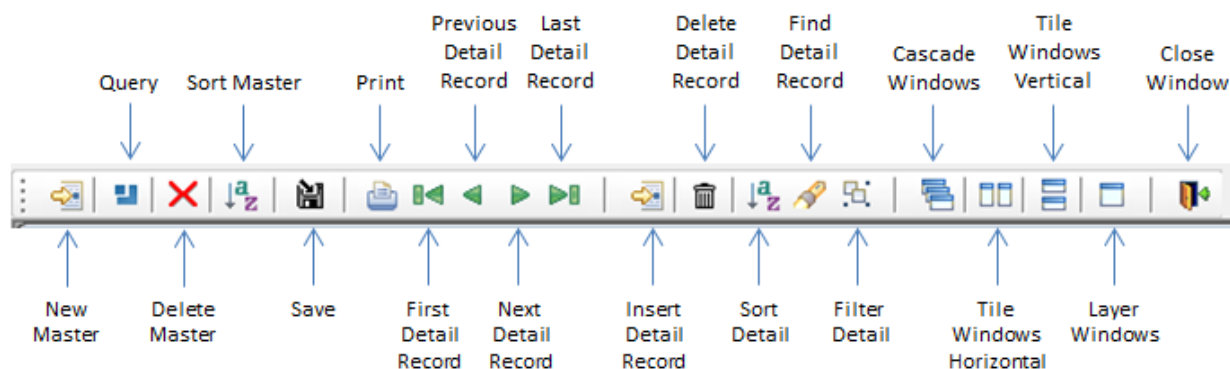 Query
Sort Master
Print
Previous
Detail
Record
Last
Detail
Record
Delete
Detail
Record
Find
Detail
Record
Cascade
Windows
Tile
Windows
Vertical
Close
Window
a
z
a
z
New
Master
Delete
Master
Save
First
Detail
Record
Next
Detail
Record
Insert
Detail
Record
Sort
Detail
Filter
Detail
Tile
Windows
Horizontal
Layer
Windows